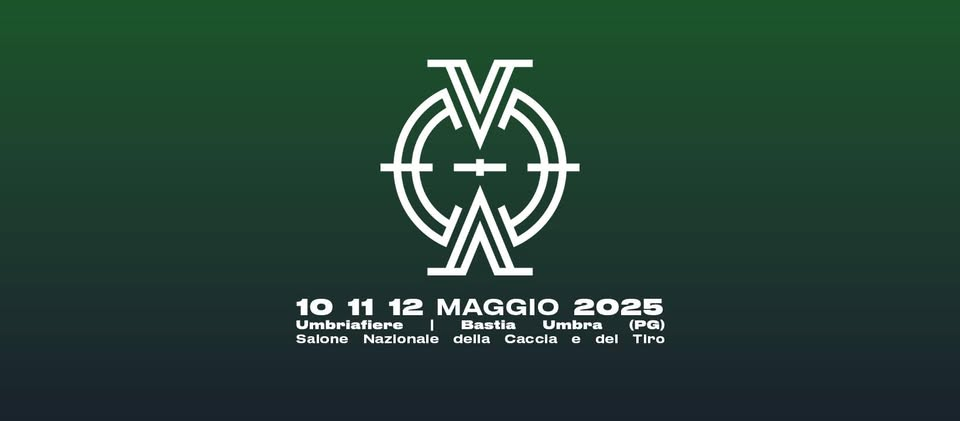 10 11 12 MAGGIO 2025
Umbriafiere | Bastia Umbra (PG)
Salone Nazionale della Caccia e del Tiro